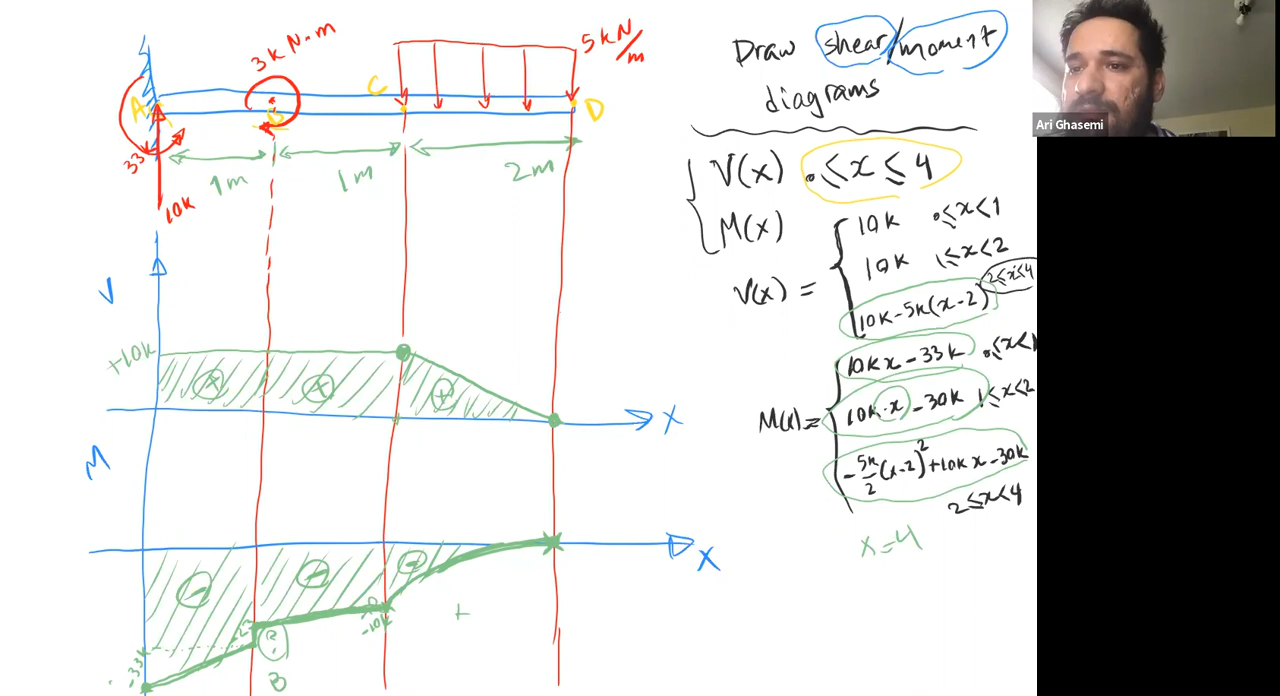 3kN·m
5kN/m
A
B
C
D
33
10k
1m
1m
2m
V
+10k
+
+
+
X
M
X
-
-
-
-33k
-10k
B
+
Draw shear/moment
diagrams
V(x) 0≤x≤4
M(x)
V(x) = 10k 0≤x<1
10k 1≤x<2
10k-5k(x-2) 2≤x≤4
M(x)= 10kx-33k 0≤x<1
10k·x-30k 1≤x<2
-5k/2(x-2)²+10kx-30k
2≤x<4
x=4
Ari Ghasemi